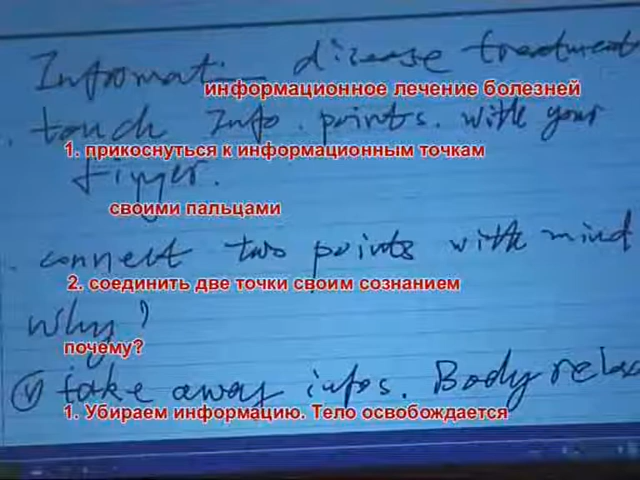 Informati disease treatment
информационное лечение болезней
touch Info. points. with your
1. прикоснуться к информационным точкам
finger.
своими пальцами
connect two points with mind
2. соединить две точки своим сознанием
Why?
почему?
take away infos. Body relea
1. Убираем информацию. Тело освобождается